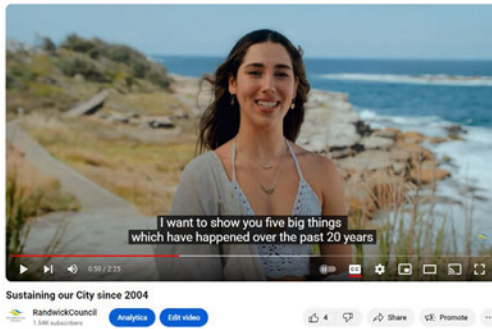 I want to show you five big things
which have happened over the past 20 years
0:50 / 2:25
Sustaining our City since 2004
RandwickCouncil
1.54K subscribers
Analytics
Edit video
4
Share
Promote